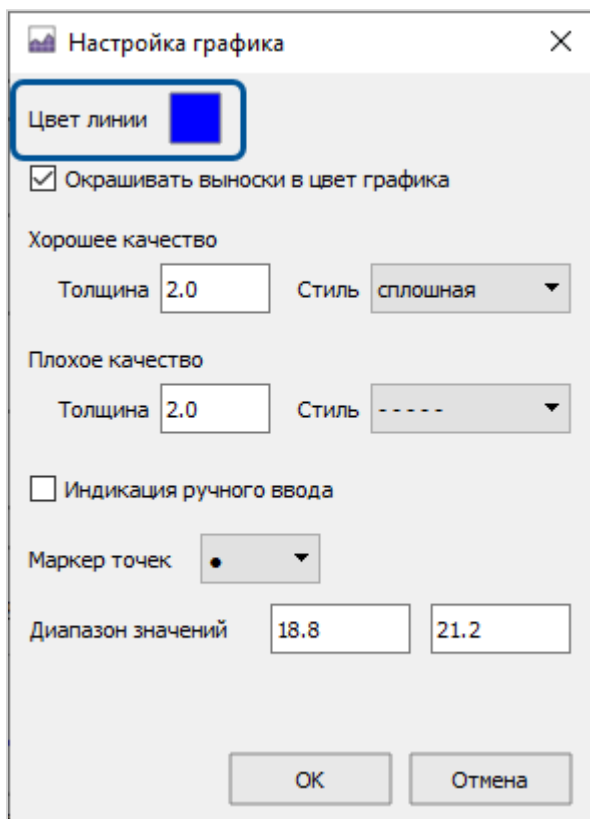 Настройка графика
Цвет линии
Окрашивать выноски в цвет графика
Хорошее качество
Толщина 2.0 Стиль сплошная
Плохое качество
Толщина 2.0 Стиль - - - - -
Индикация ручного ввода
Маркер точек ●
Диапазон значений 18.8 21.2
OK Отмена